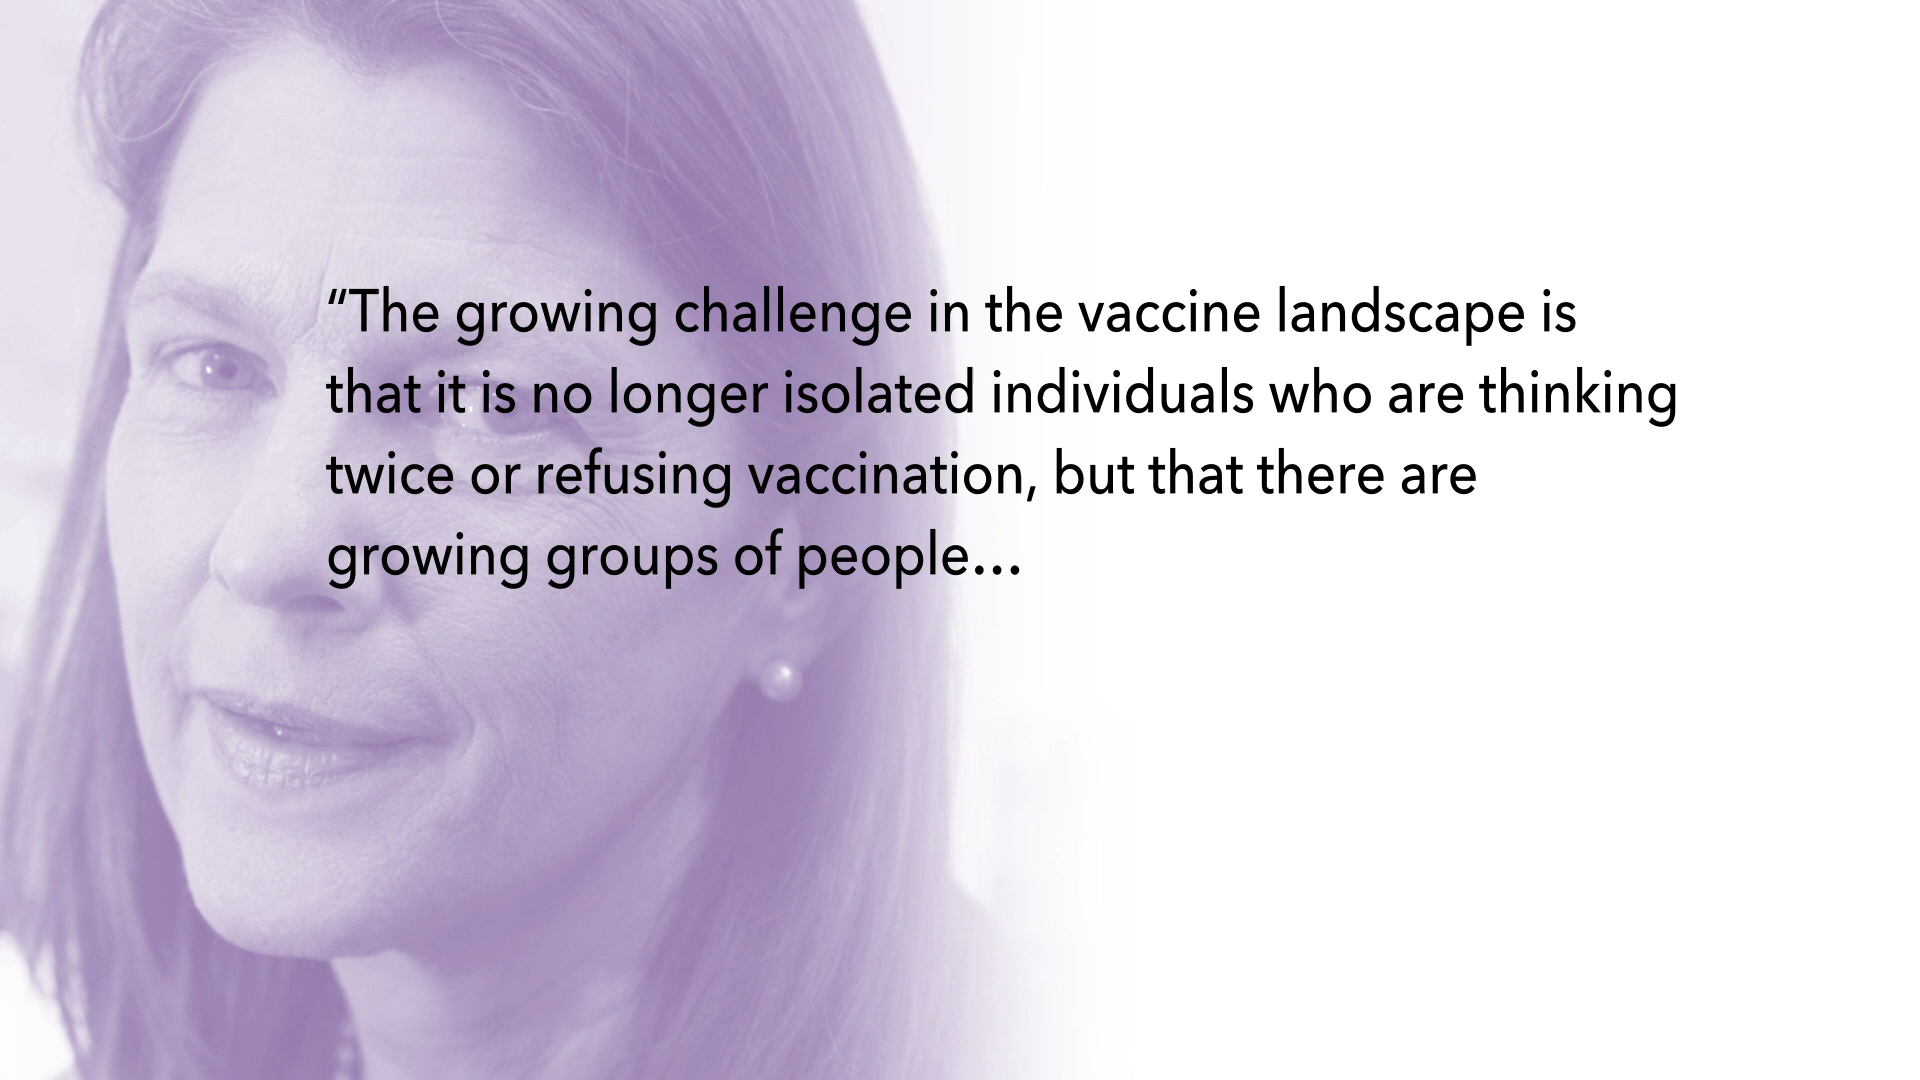 “The growing challenge in the vaccine landscape is
that it is no longer isolated individuals who are thinking
twice or refusing vaccination, but that there are
growing groups of people…